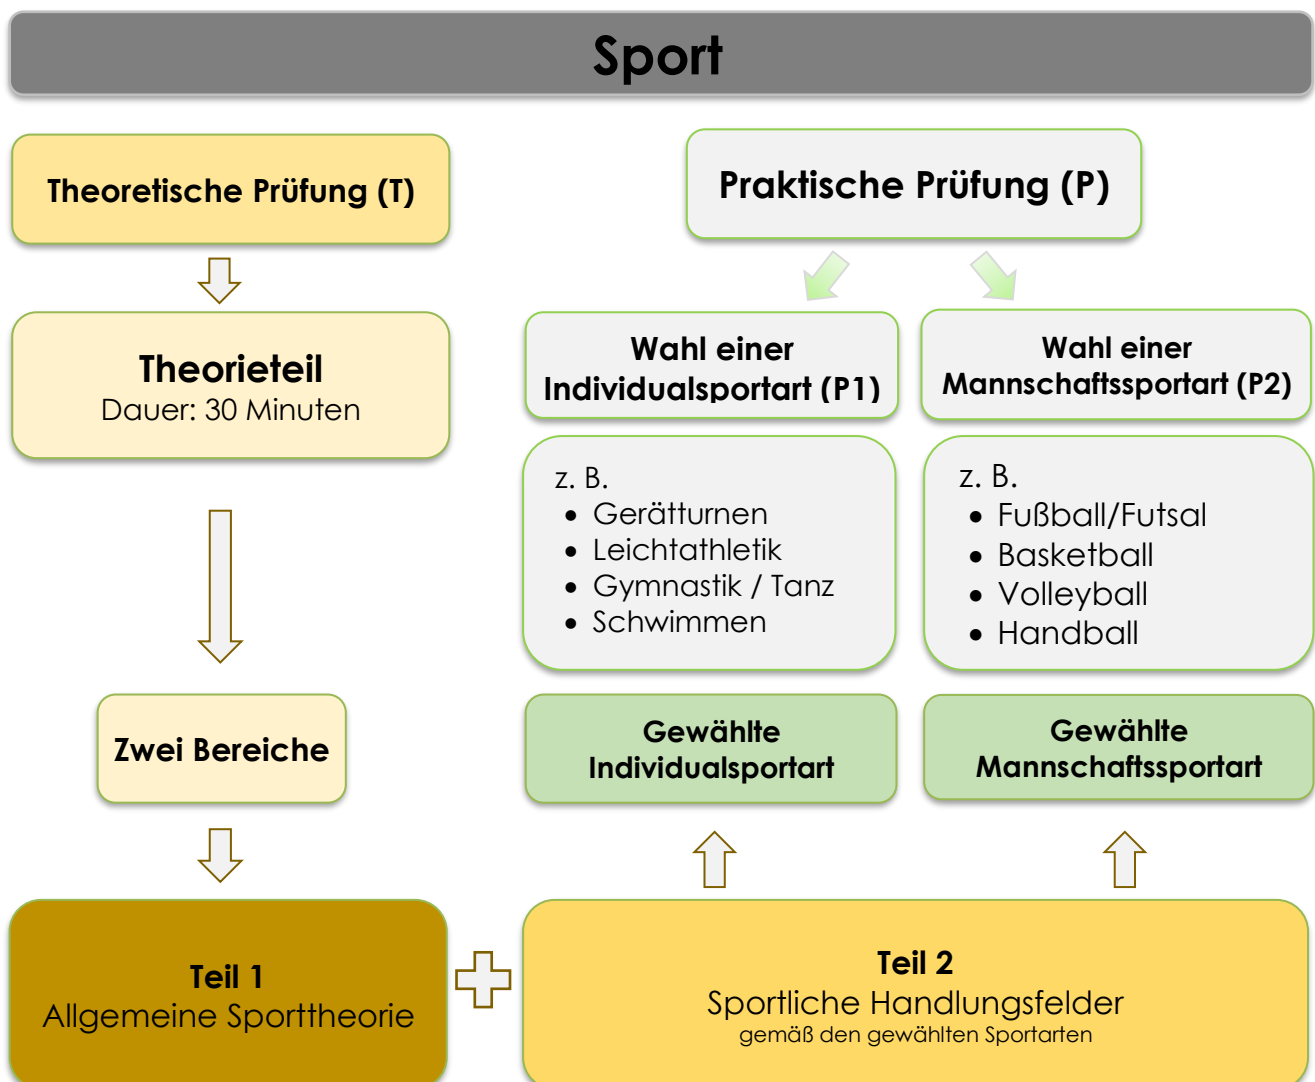 Sport
Theoretische Prüfung (T)
Theorieteil
Dauer: 30 Minuten
Zwei Bereiche
Praktische Prüfung (P)
Wahl einer
Individualsportart (P1)
z. B.
• Gerätturnen
• Leichtathletik
• Gymnastik / Tanz
• Schwimmen
Gewählte
Individualsportart
Wahl einer
Mannschaftssportart (P2)
z. B.
• Fußball/Futsal
• Basketball
• Volleyball
• Handball
Gewählte
Mannschaftssportart
Teil 1
Allgemeine Sporttheorie
Teil 2
Sportliche Handlungsfelder
gemäß den gewählten Sportarten